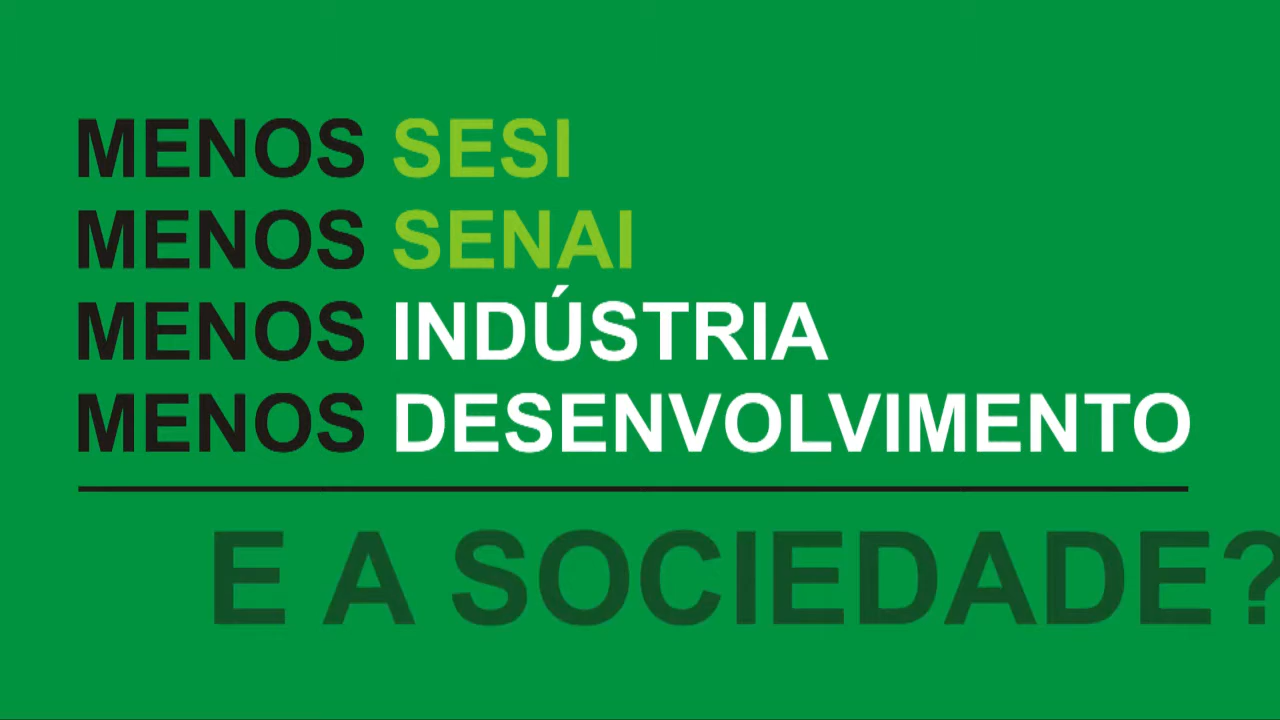 MENOS SESI
MENOS SENAI
MENOS INDÚSTRIA
MENOS DESENVOLVIMENTO
E A SOCIEDADE?